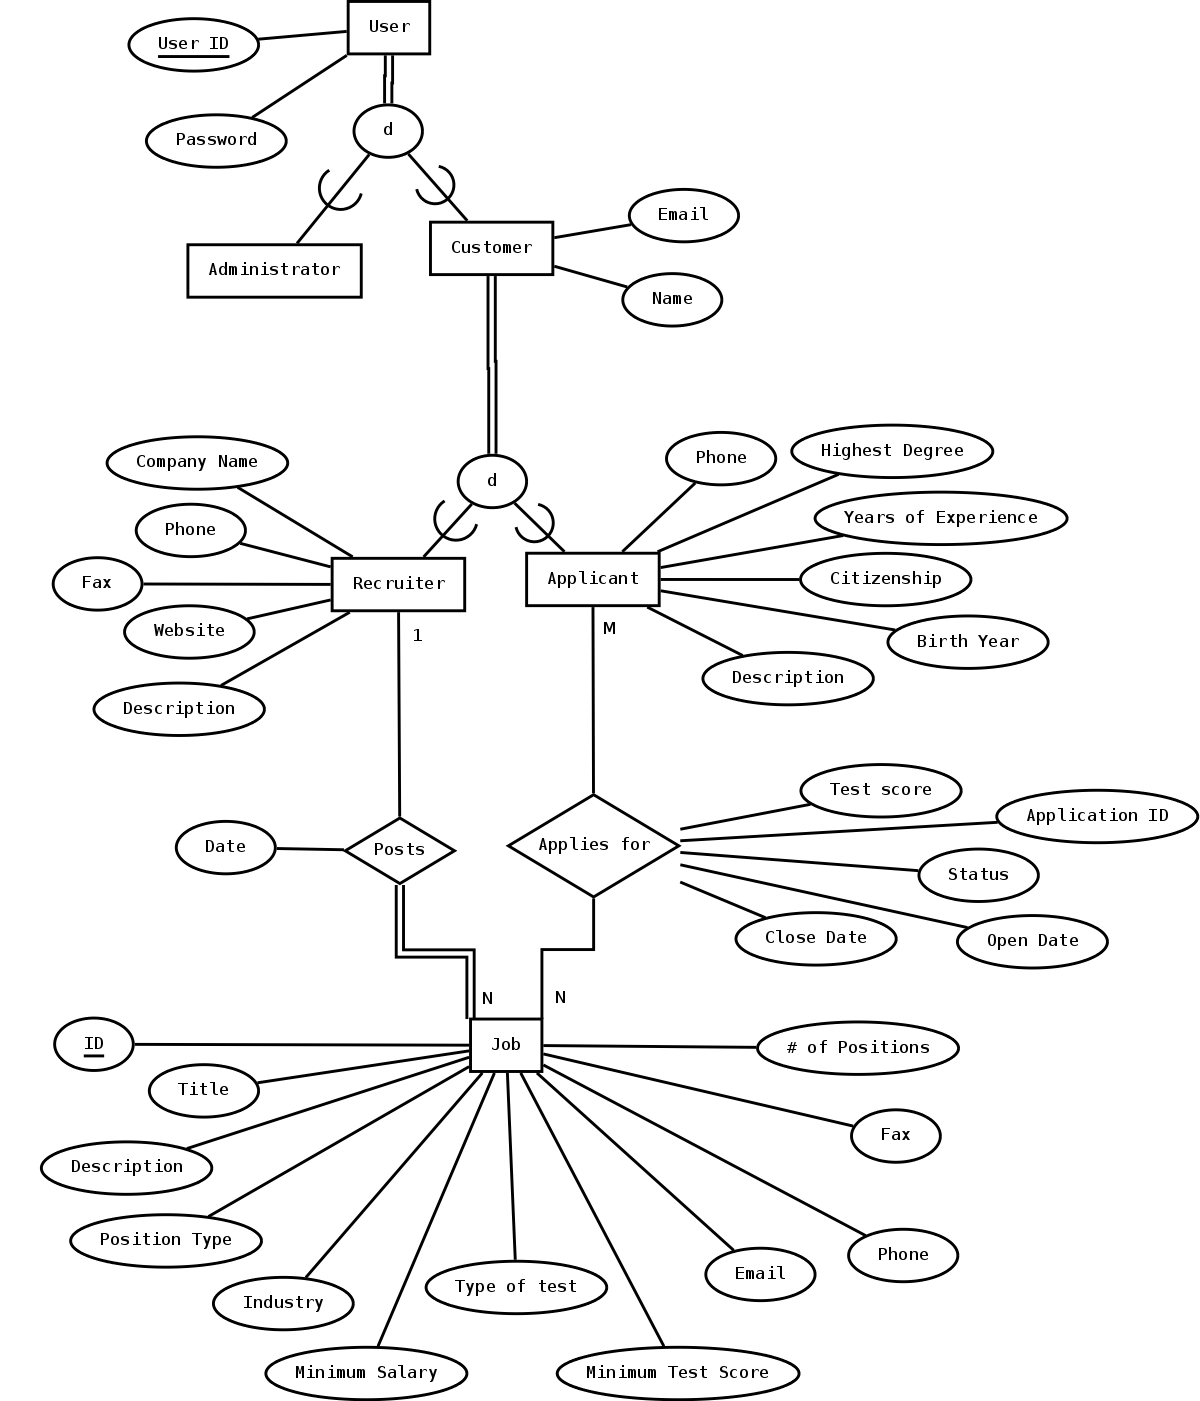 User
User ID
Password
d
Administrator
Customer
Email
Name
Company Name
Phone
Fax
Website
Description
d
Recruiter
Applicant
Phone
Highest Degree
Years of Experience
Citizenship
Birth Year
Description
1
M
Date
Posts
Applies for
Test score
Application ID
Status
Open Date
Close Date
N
N
Job
ID
Title
Description
Position Type
Industry
Minimum Salary
Type of test
Minimum Test Score
Email
Phone
Fax
# of Positions